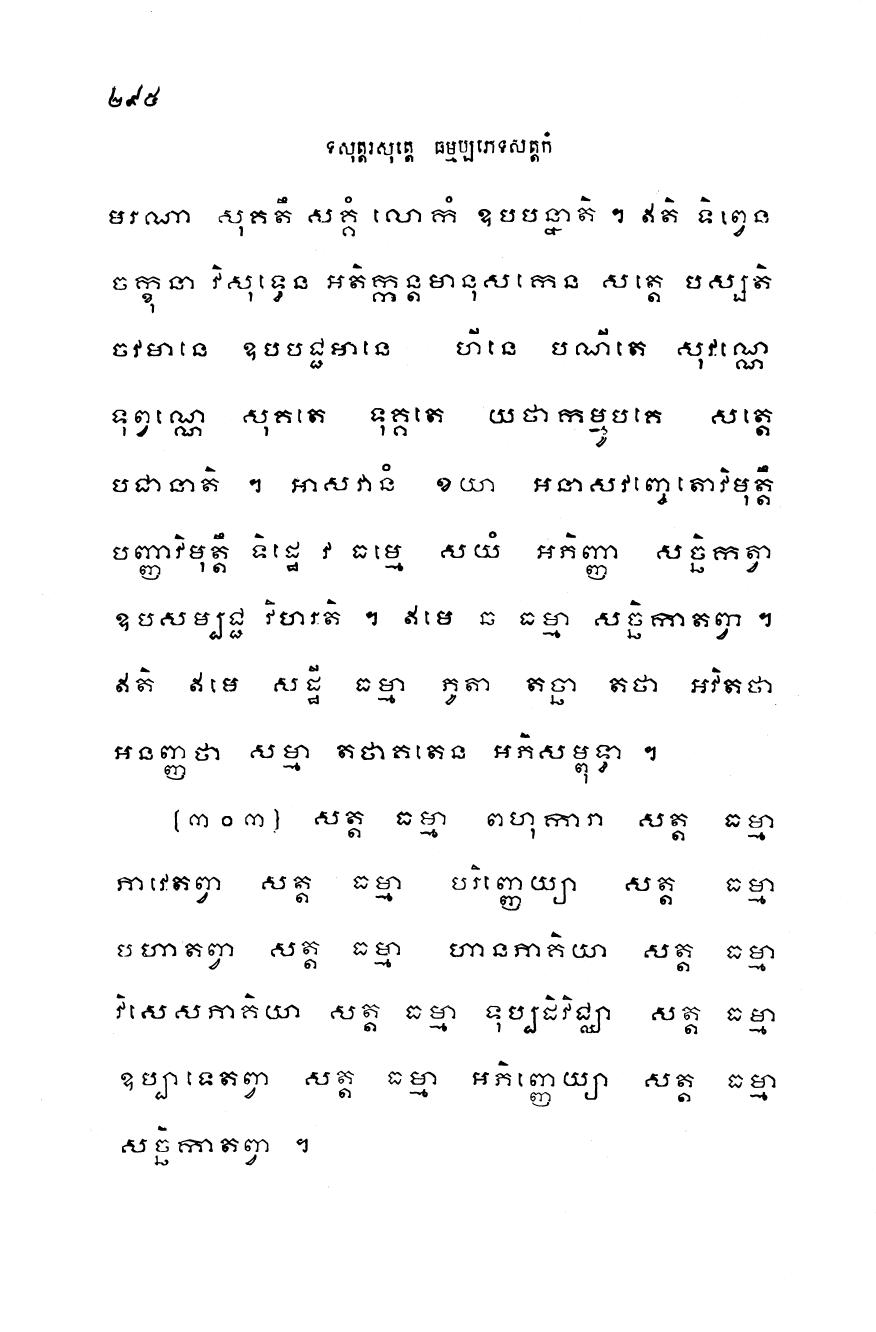 ២៩៥
ទសុត្តរសុត្តេ ធម្មប្បភេទសត្តកំ
មរណា សុគតឹ សគ្គំ លោកំ ឧបបន្នាតិ ។ ឥតិ ទិព្វេន
ចក្ខុនា វិសុទ្ធេន អតិក្កន្តមានុសកេន សត្តេ បស្សតិ
ចវមានេ ឧបបជ្ជមានេ ហីនេ បណីតេ សុវណ្ណេ
ទុព្វណ្ណេ សុគតេ ទុគ្គតេ យថាកម្មូបគេ សត្តេ
បជានាតិ ។ អាសវានំ ខយា អនាសវញ្ចេតោវិមុត្តឹ
បញ្ញាវិមុត្តឹ ទិដ្ឋេ វ ធម្មេ សយំ អភិញ្ញា សច្ឆិកត្វា
ឧបសម្បជ្ជ វិហរតិ ។ ឥមេ ឆ ធម្មា សច្ឆិកាតព្វា ។
ឥតិ ឥមេ សដ្ឋី ធម្មា ភូតា តច្ឆា តថា អវិតថា
អនញ្ញថា សម្មា តថាគតេន អភិសម្ពុទ្ធា ។
[៣០៣] សត្ត ធម្មា ពហុការា សត្ត ធម្មា
ភាវេតព្វា សត្ត ធម្មា បរិញ្ញេយ្យា សត្ត ធម្មា
បហាតព្វា សត្ត ធម្មា ហានភាគិយា សត្ត ធម្មា
វិសេសភាគិយា សត្ត ធម្មា ទុប្បដិវិជ្ឈា សត្ត ធម្មា
ឧប្បាទេតព្វា សត្ត ធម្មា អភិញ្ញេយ្យា សត្ត ធម្មា
សច្ឆិកាតព្វា ។